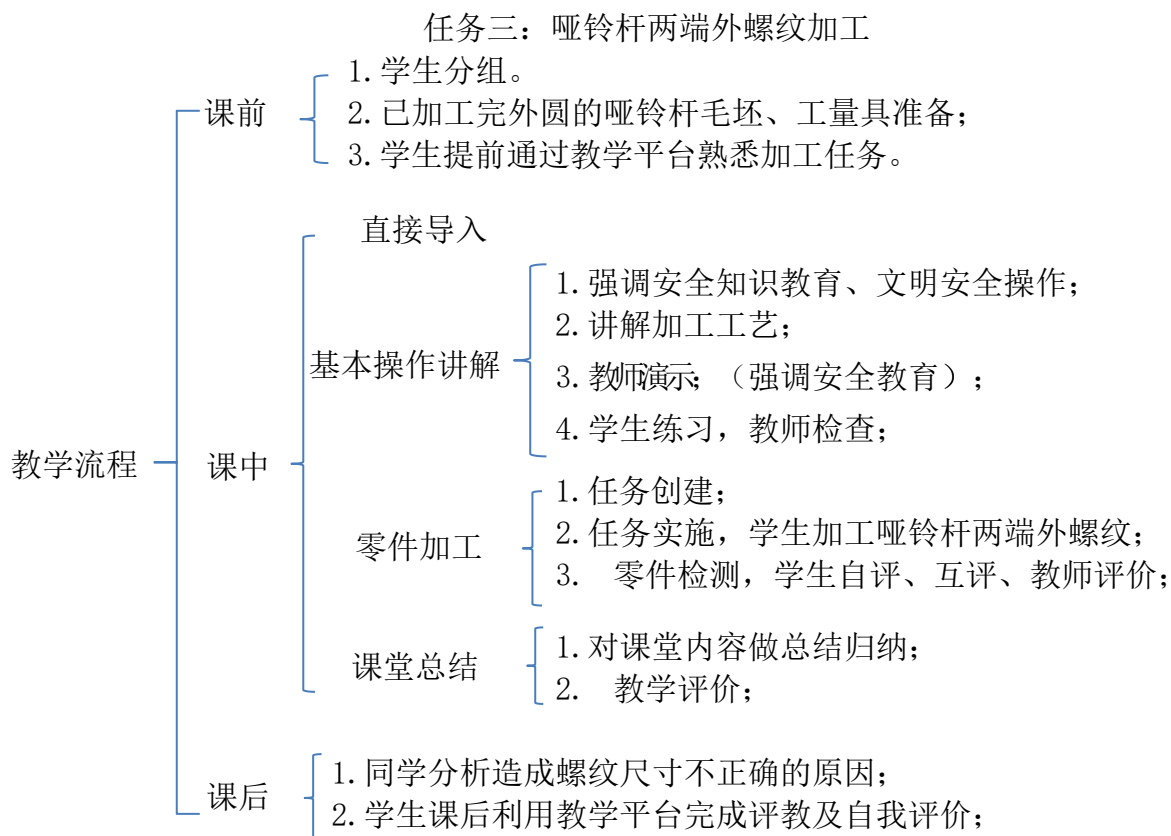 任务三：哑铃杆两端外螺纹加工
教学流程
课前
1.学生分组。
2.已加工完外圆的哑铃杆毛坯、工量具准备；
3.学生提前通过教学平台熟悉加工任务。
课中
直接导入
基本操作讲解
1.强调安全知识教育、文明安全操作；
2.讲解加工工艺；
3.教师演示；（强调安全教育）；
4.学生练习，教师检查；
零件加工
1.任务创建；
2.任务实施，学生加工哑铃杆两端外螺纹；
3. 零件检测，学生自评、互评、教师评价；
课堂总结
1.对课堂内容做总结归纳；
2. 教学评价；
课后
1.同学分析造成螺纹尺寸不正确的原因；
2.学生课后利用教学平台完成评教及自我评价；